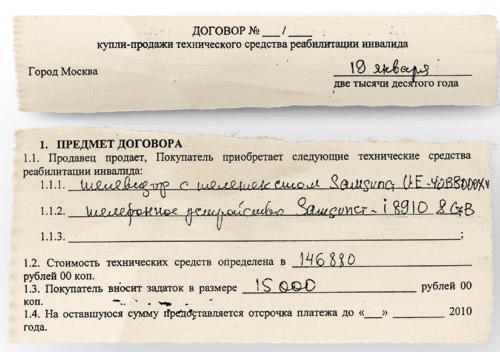 ДОГОВОР № ___ / ___
купли-продажи технического средства реабилитации инвалида
Город Москва 19 января
две тысячи десятого года
1. ПРЕДМЕТ ДОГОВОРА
1.1. Продавец продает, Покупатель приобретает следующие технические средства
реабилитации инвалида:
1.1.1. телевизор с телетекстом Samsung UE-40B8000XW
1.1.2. телефонное устройство Samsung - i8910 8GB
1.1.3.
1.2. Стоимость технических средств определена в 146880
рублей 00 коп.
1.3. Покупатель вносит задаток в размере 15000 рублей 00
коп.
1.4. На оставшуюся сумму предоставляется отсрочка платежа до «___» ________ 2010
года.